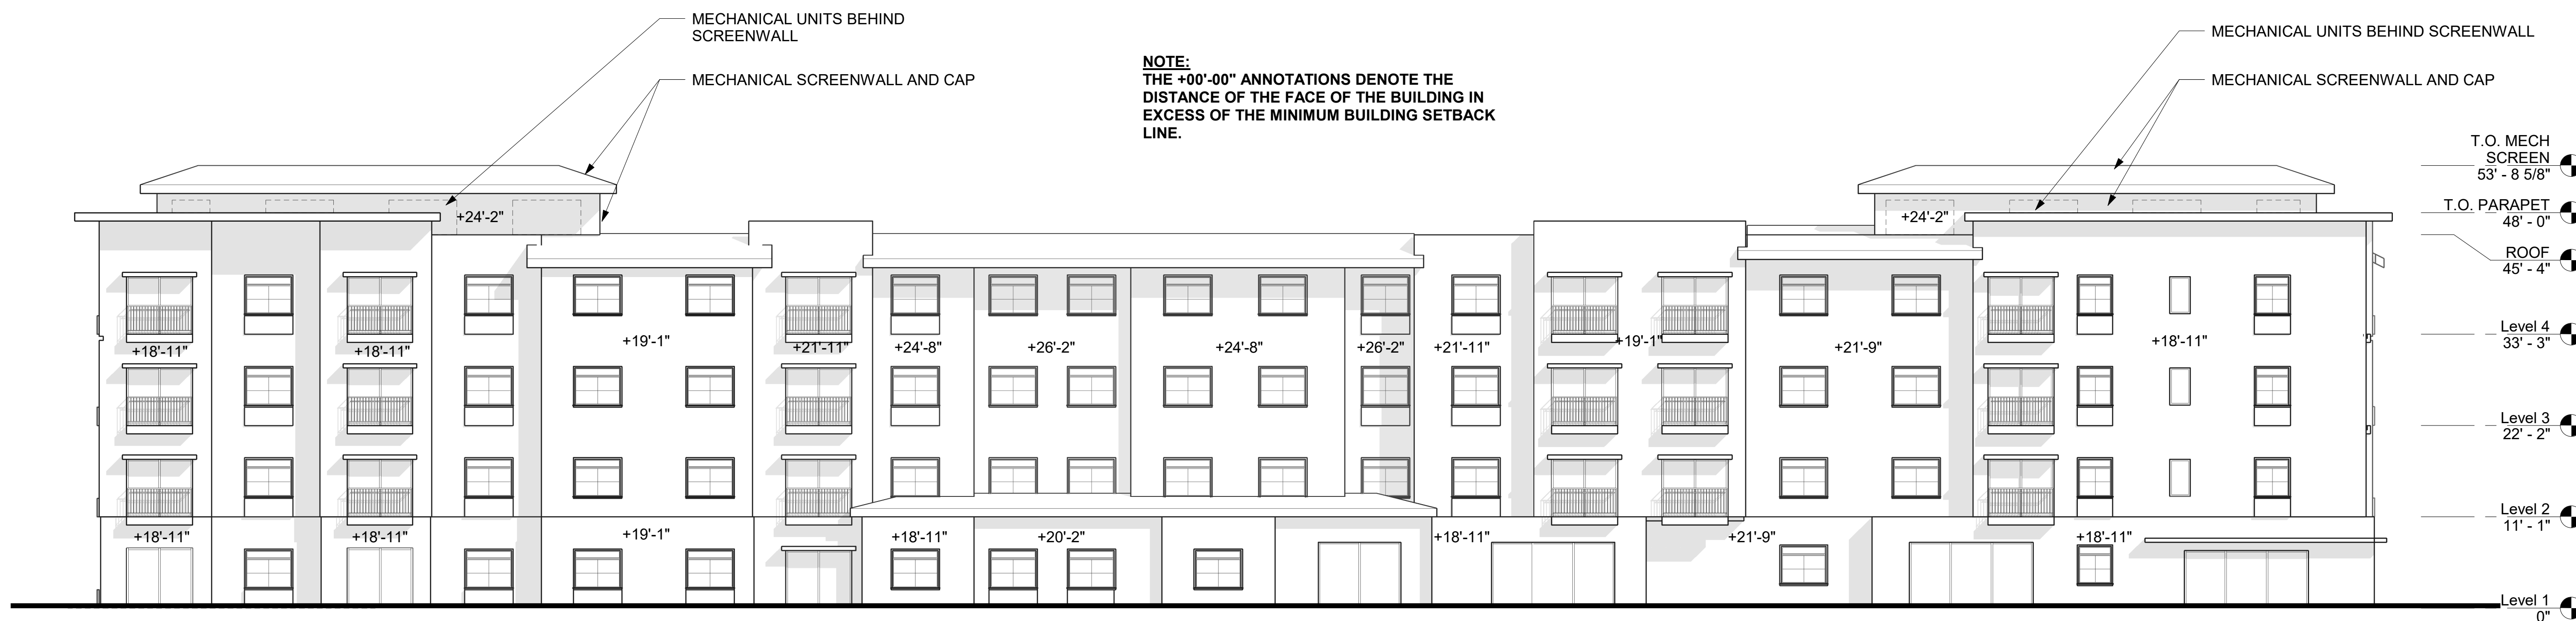 MECHANICAL UNITS BEHIND
SCREENWALL
MECHANICAL SCREENWALL AND CAP
NOTE:
THE +00'-00" ANNOTATIONS DENOTE THE
DISTANCE OF THE FACE OF THE BUILDING IN
EXCESS OF THE MINIMUM BUILDING SETBACK
LINE.
MECHANICAL UNITS BEHIND SCREENWALL
MECHANICAL SCREENWALL AND CAP
T.O. MECH
SCREEN
53' - 8 5/8"
T.O. PARAPET
48' - 0"
ROOF
45' - 4"
Level 4
33' - 3"
Level 3
22' - 2"
Level 2
11' - 1"
Level 1
0"
+24'-2"
+24'-2"
+18'-11"
+18'-11"
+19'-1"
+21'-11"
+24'-8"
+26'-2"
+24'-8"
+26'-2"
+21'-11"
+19'-1"
+21'-9"
+18'-11"
+18'-11"
+18'-11"
+19'-1"
+18'-11"
+20'-2"
+18'-11"
+21'-9"
+18'-11"